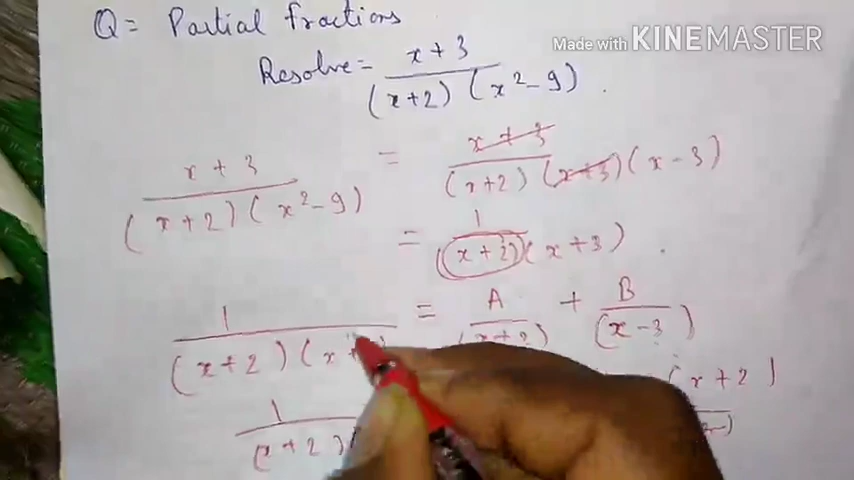 Q= Partial fractions
Made with KINEMASTER
Resolve= x+3 / (x+2) (x²-9) .
x+3 / (x+2) (x²-9) = x+3 / (x+2) (x+3) (x-3)
= 1 / (x+2) (x+3) .
1 / (x+2) (x = A / (x+2) + B / (x-3)
1 / (x+2) (x+2)